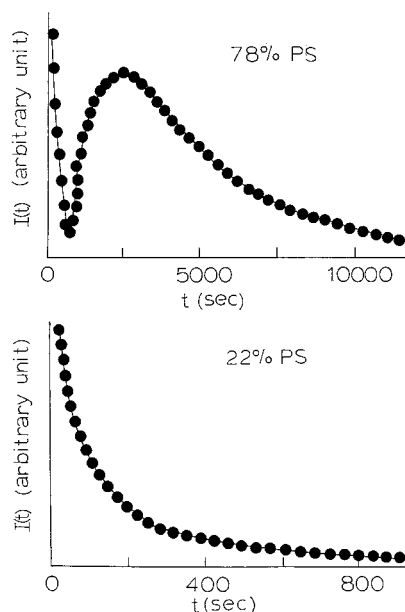 78% PS
I(t) (arbitrary unit)
0 5000 10000
t (sec)
22% PS
I(t) (arbitrary unit)
0 400 800
t(sec)